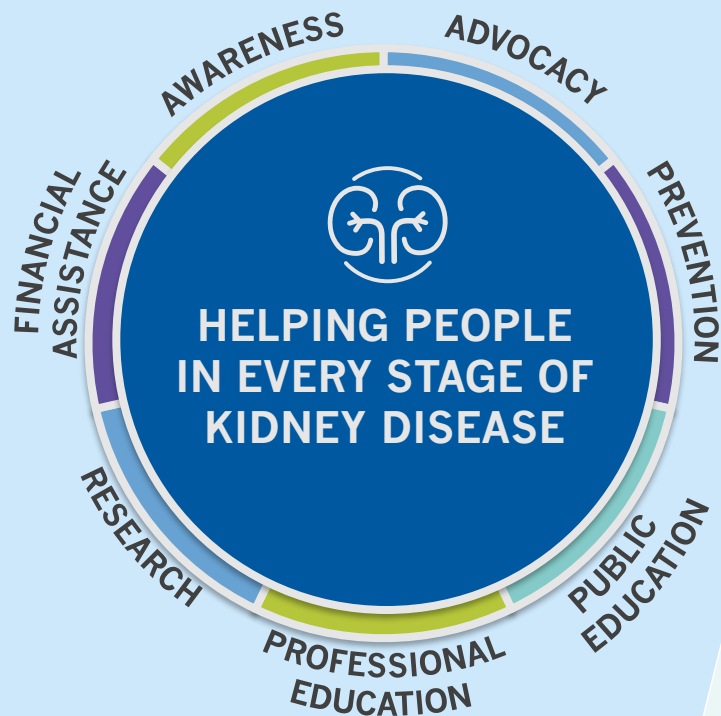 AWARENESS
ADVOCACY
PREVENTION
PUBLIC
EDUCATION
PROFESSIONAL
EDUCATION
RESEARCH
FINANCIAL
ASSISTANCE
HELPING PEOPLE
IN EVERY STAGE OF
KIDNEY DISEASE